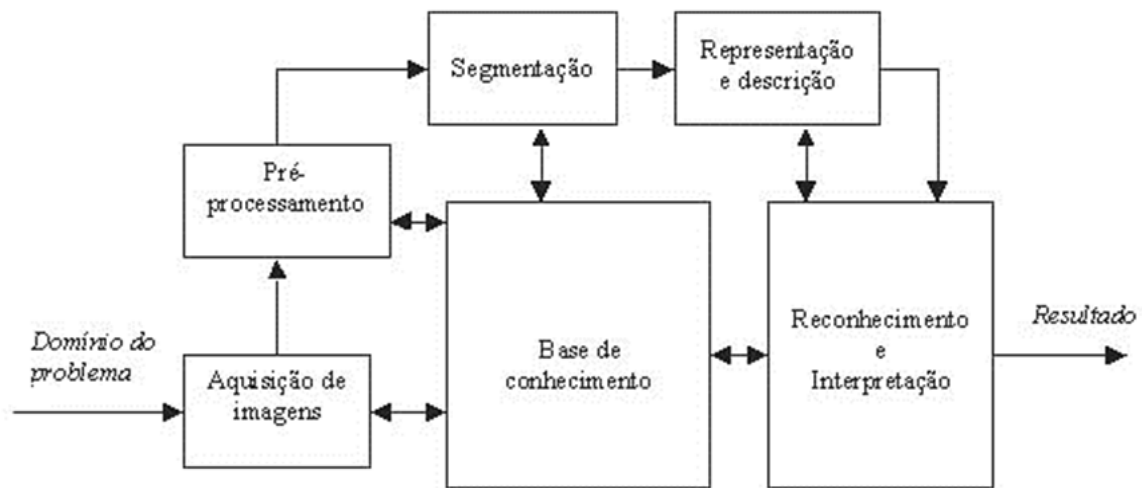 Segmentação
Representação
e descrição
Pré-
processamento
Domínio do
problema
Aquisição de
imagens
Base de
conhecimento
Reconhecimento
e
Interpretação
Resultado